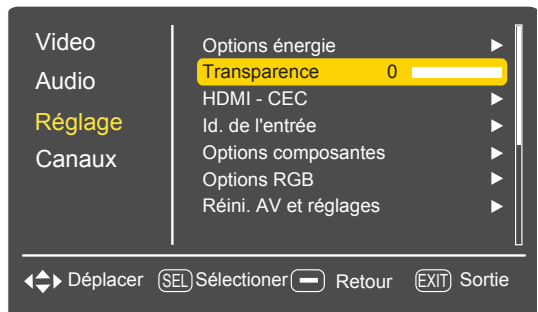 Video
Audio
Réglage
Canaux
Options énergie
Transparence 0
HDMI - CEC
Id. de l'entrée
Options composantes
Options RGB
Réini. AV et réglages
Déplacer SEL Sélectioner Retour EXIT Sortie